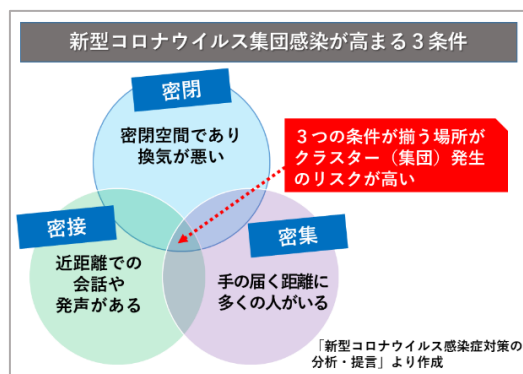 新型コロナウイルス集団感染が高まる３条件
密閉
密閉空間であり
換気が悪い
３つの条件が揃う場所が
クラスター（集団）発生
のリスクが高い
密接
近距離での
会話や
発声がある
密集
手の届く距離に
多くの人がいる
「新型コロナウイルス感染症対策の
分析・提言」より作成